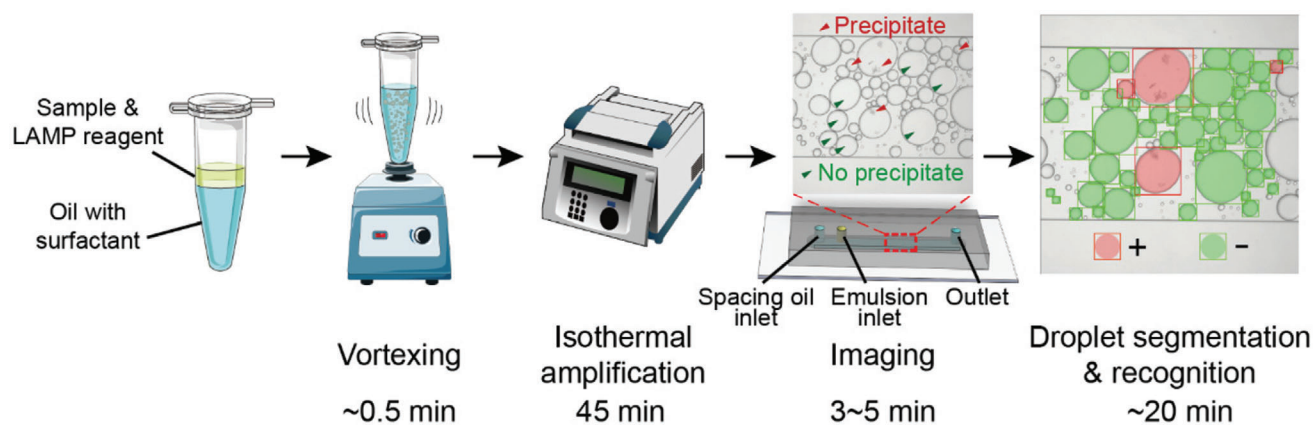 Sample &
LAMP reagent
Oil with
surfactant
Precipitate
No precipitate
Spacing oil
inlet
Emulsion
inlet
Outlet
+
−
Vortexing
~0.5 min
Isothermal
amplification
45 min
Imaging
3~5 min
Droplet segmentation
& recognition
~20 min